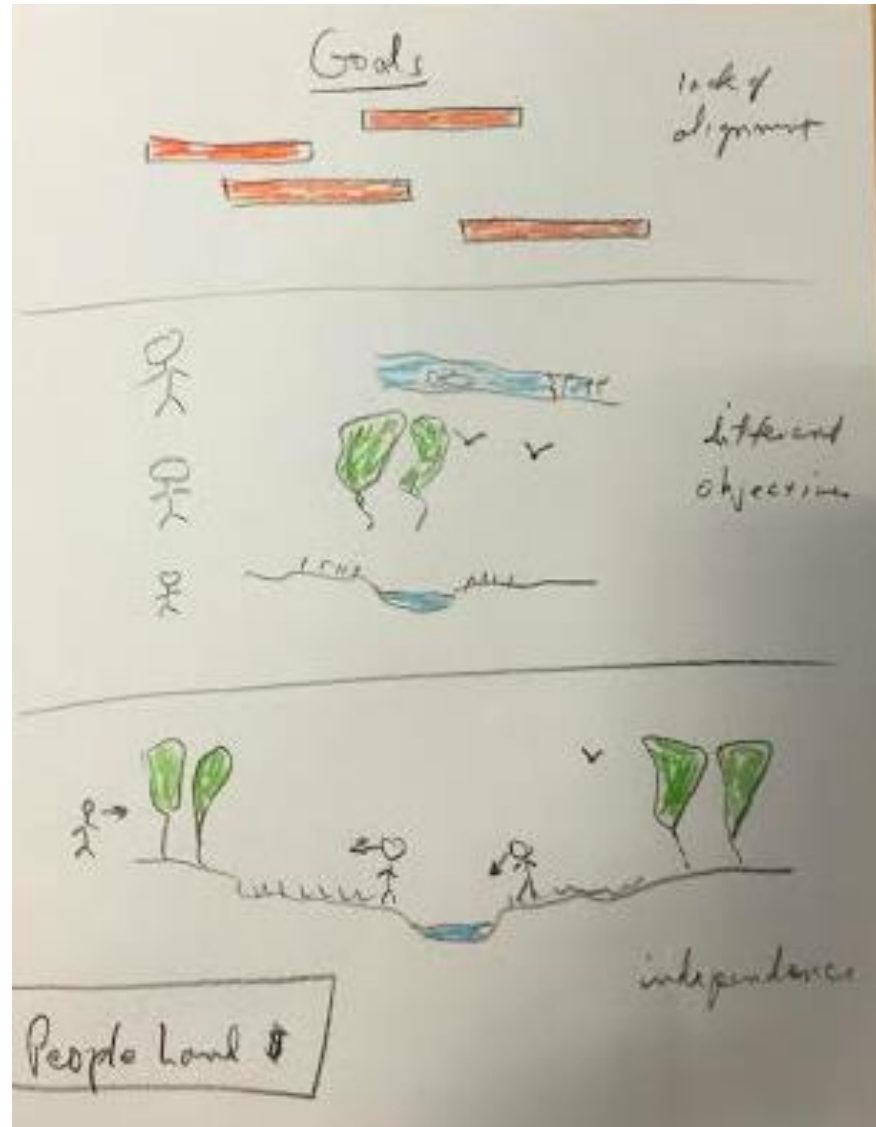 Goals
lack of
alignment
different
objectives
independence
People Land $